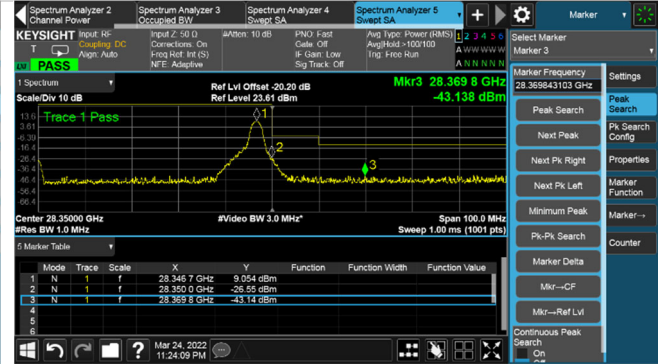 Spectrum Analyzer 2
Channel Power
Spectrum Analyzer 3
Occupied BW
Spectrum Analyzer 4
Swept SA
Spectrum Analyzer 5
Swept SA
Marker
KEYSIGHT
Input: RF
Coupling: DC
Align: Auto
Input Z: 50 Ω
Corrections: On
Freq Ref: Int (S)
NFE: Adaptive
#Atten: 10 dB
PNO: Fast
Gate: Off
IF Gain: Low
Sig Track: Off
Avg Type: Power (RMS)
Avg|Hold:>100/100
Trig: Free Run
1 2 3 4 5 6
A W W W W W
A N N N N N
T
LVI
PASS
Select Marker
Marker 3
1 Spectrum
Scale/Div 10 dB
Ref Lvl Offset -20.20 dB
Ref Level 23.61 dBm
Mkr3 28.369 8 GHz
-43.138 dBm
Trace 1 Pass
13.6
3.61
-6.39
-16.4
-26.4
-36.4
-46.4
-56.4
-66.4
1
2
3
Center 28.35000 GHz
#Res BW 1.0 MHz
#Video BW 3.0 MHz*
Span 100.0 MHz
Sweep 1.00 ms (1001 pts)
5 Marker Table
Mode Trace Scale X Y Function Function Width Function Value
1 N 1 f 28.346 7 GHz 9.054 dBm
2 N 1 f 28.350 0 GHz -26.55 dBm
3 N 1 f 28.369 8 GHz -43.14 dBm
4
5
6
Marker Frequency
28.369843103 GHz
Peak Search
Next Peak
Next Pk Right
Next Pk Left
Minimum Peak
Pk-Pk Search
Marker Delta
Mkr→CF
Mkr→Ref Lvl
Continuous Peak
Search
On
Off
Settings
Peak
Search
Pk Search
Config
Properties
Marker
Function
Marker→
Counter
Mar 24, 2022
11:24:09 PM